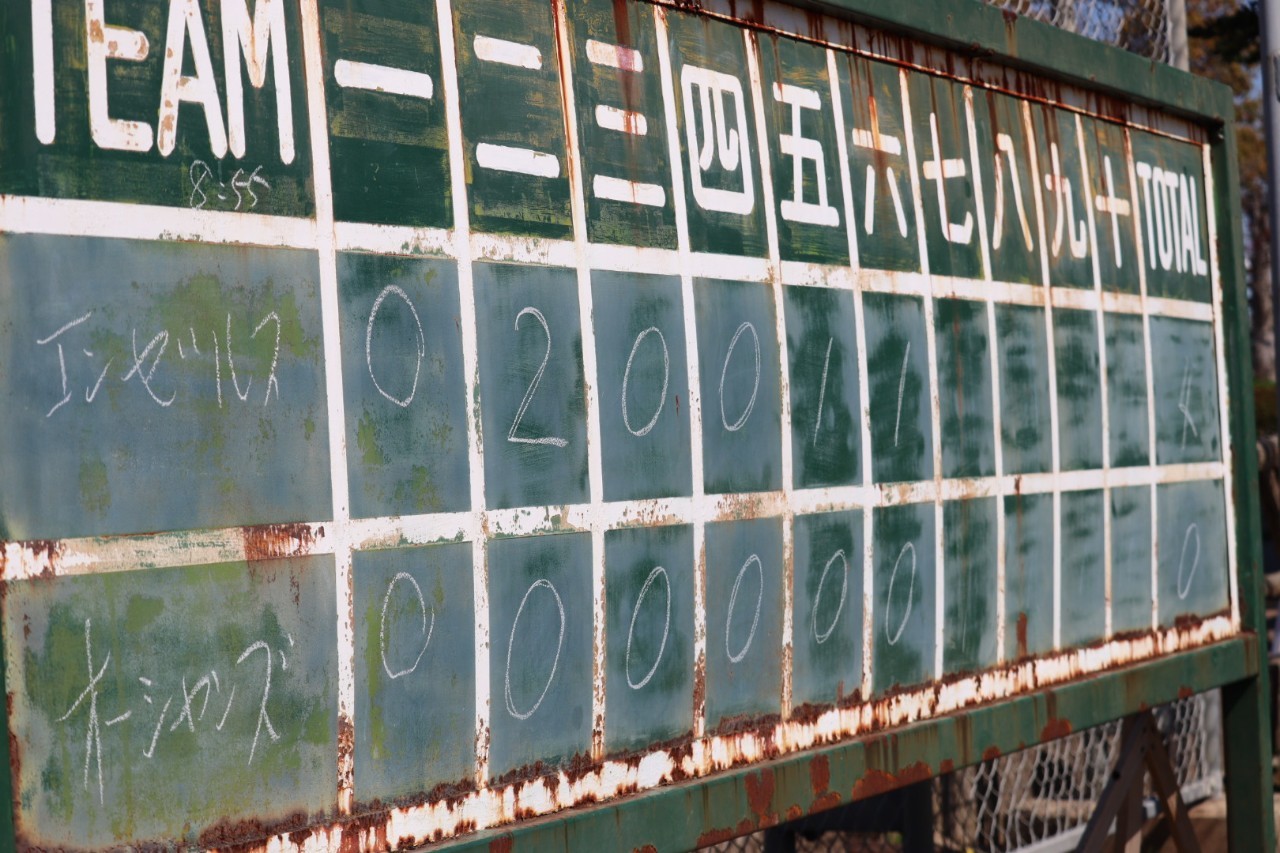 TEAM 一 二 三 四 五 六 七 八 九 十 TOTAL
8:55
エンゼルス 0 2 0 0 1 1 4
オーシャンズ 0 0 0 0 0 0 0